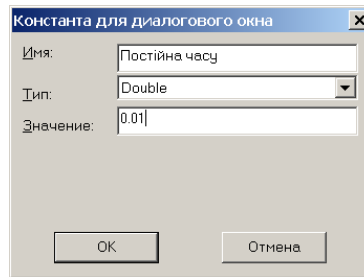 Константа для диалогового окна
Имя: Постійна часу
Тип: Double
Значение: 0.01
OK Отмена